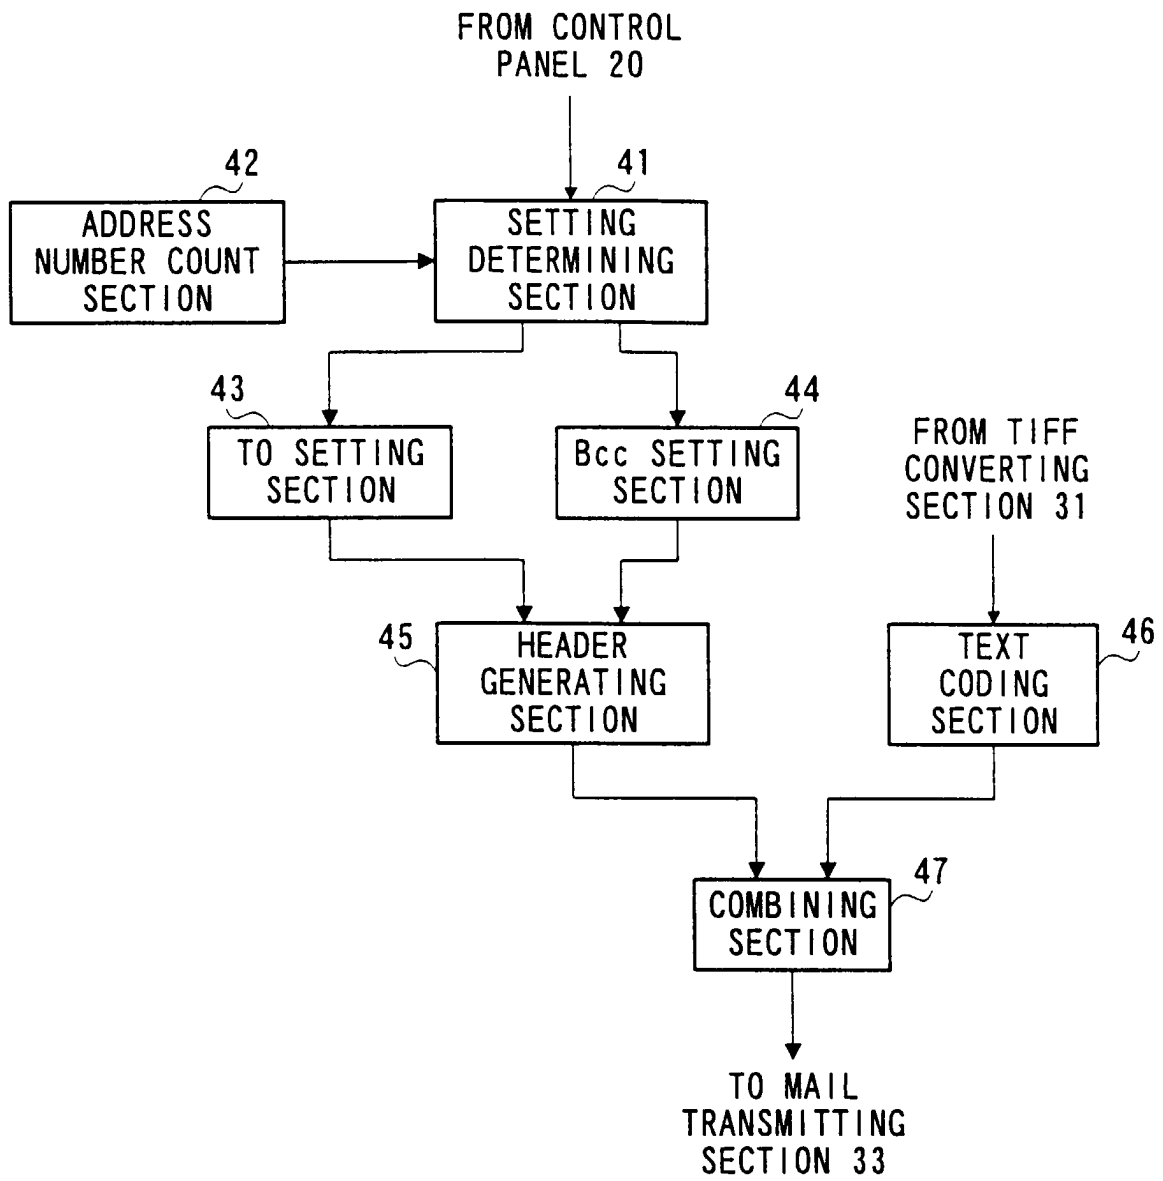 FROM CONTROL
PANEL 20
42
41
ADDRESS
NUMBER COUNT
SECTION
SETTING
DETERMINING
SECTION
43
44
TO SETTING
SECTION
Bcc SETTING
SECTION
FROM TIFF
CONVERTING
SECTION 31
45
HEADER
GENERATING
SECTION
TEXT
CODING
SECTION
46
47
COMBINING
SECTION
TO MAIL
TRANSMITTING
SECTION 33